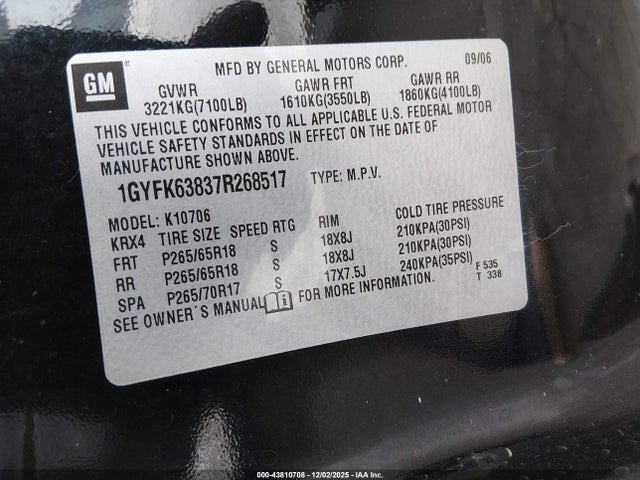 GM
MFD BY GENERAL MOTORS CORP. 09/06
GVWR GAWR FRT GAWR RR
3221KG(7100LB) 1610KG(3550LB) 1860KG(4100LB)
THIS VEHICLE CONFORMS TO ALL APPLICABLE U.S. FEDERAL MOTOR
VEHICLE SAFETY STANDARDS IN EFFECT ON THE DATE OF
MANUFACTURE SHOWN ABOVE.
1GYFK63837R268517 TYPE: M.P.V.
MODEL: K10706
KRX4 TIRE SIZE SPEED RTG RIM COLD TIRE PRESSURE
FRT P265/65R18 S 18X8J 210KPA(30PSI)
RR P265/65R18 S 18X8J 210KPA(30PSI)
SPA P265/70R17 S 17X7.5J 240KPA(35PSI)
SEE OWNER'S MANUAL i FOR MORE INFORMATION.
F 535
T 338
000-43810708 - 12/02/2025 - IAA Inc.